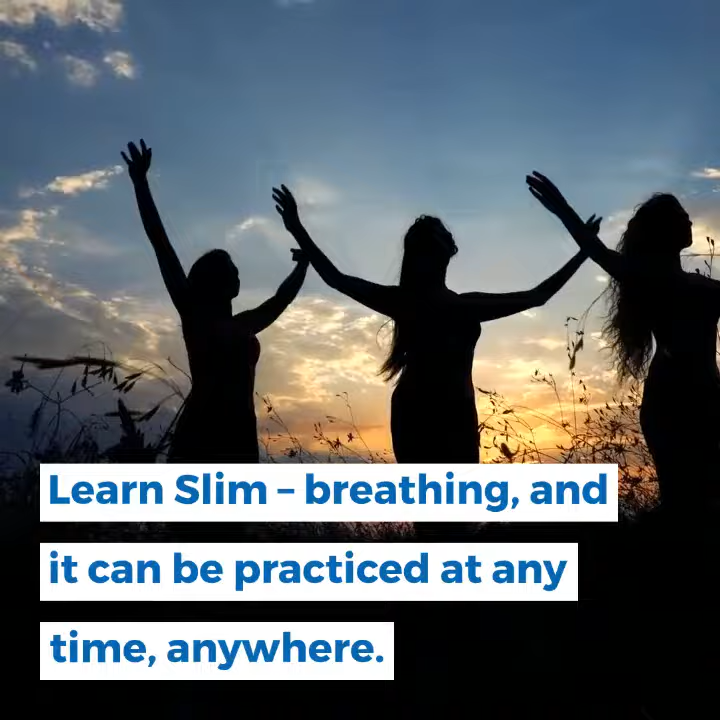 Learn Slim – breathing, and
it can be practiced at any
time, anywhere.